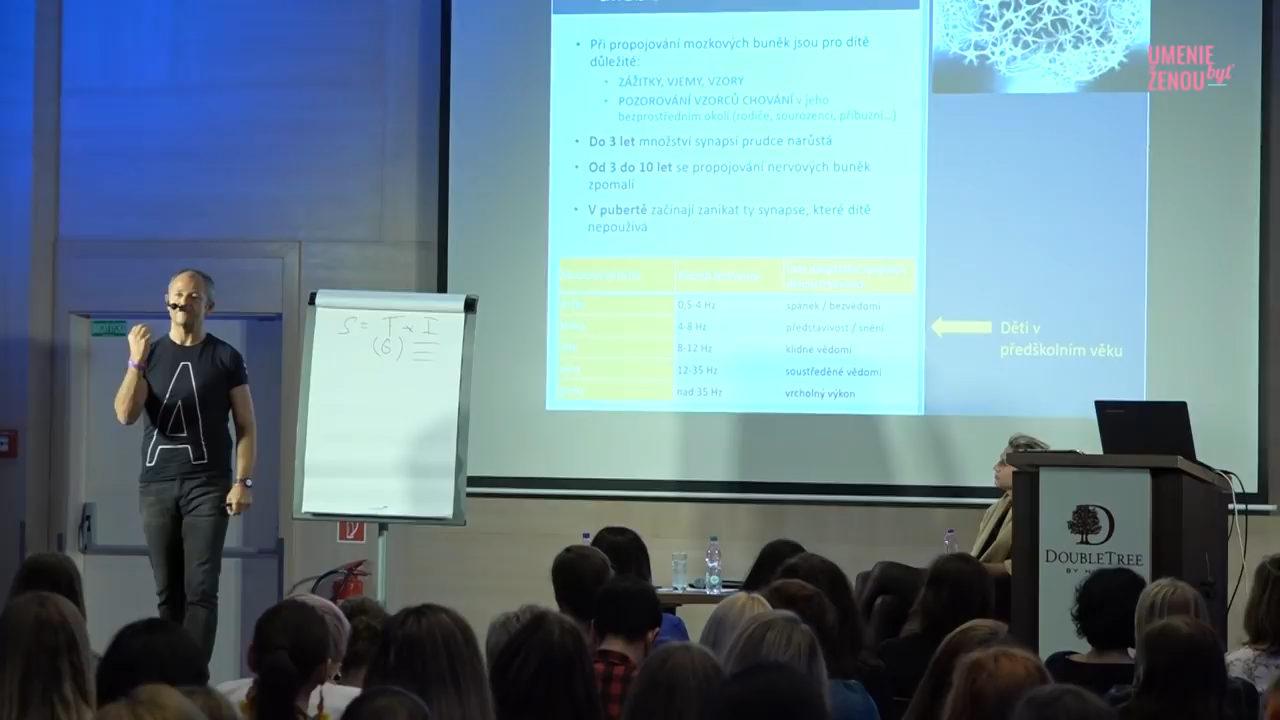 Při propojování mozkových buněk jsou pro dítě
důležité:
ZÁŽITKY, VJEMY, VZORY
POZOROVÁNÍ VZORCŮ CHOVÁNÍ v jeho
bezprostředním okolí (rodiče, sourozenci, příbuzní...)
Do 3 let množství synapsí prudce narůstá
Od 3 do 10 let se propojování nervových buněk
zpomalí
V pubertě začínají zanikat ty synapse, které dítě
nepoužívá
0,5-4 Hz spánek / bezvědomí
4-8 Hz představivost / snění
8-12 Hz klidné vědomí
12-35 Hz soustředěné vědomí
nad 35 Hz vrcholný výkon
Děti v
předškolním věku
UMENIE
ŽENOU byť
S = T × I
(6)
A
D
DOUBLETREE